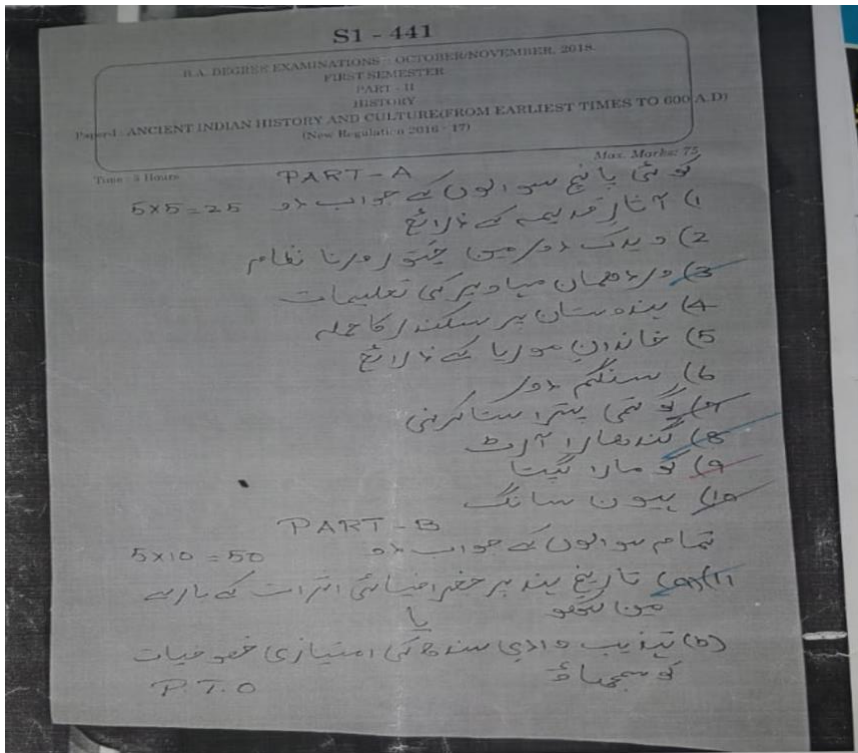 S1 - 441
B.A. DEGREE EXAMINATIONS - OCTOBER/NOVEMBER, 2018.
FIRST SEMESTER
PART - II
HISTORY
Paper-I : ANCIENT INDIAN HISTORY AND CULTURE(FROM EARLIEST TIMES TO 600 A.D)
(New Regulation 2016 - 17)
Time : 3 Hours Max. Marks: 75
PART-A
کوئی پانچ سوالوں کے جواب دو 5x5=25
1) آثارِ قدیمہ کے ذرائع
2) ویدک دور میں چتور ورنا نظام
3) وردھمان مہاویر کی تعلیمات
4) ہندوستان پر سکندر کا حملہ
5) خاندانِ موریا کے ذرائع
6) سنگم دور
7) گوتمی پترا ستاکرنی
8) گندھارا آرٹ
9) کومارا گپتا
10) ہیون سانگ
PART-B
تمام سوالوں کے جواب دو 5x10=50
11) (a) تاریخ ہند پر جغرافیائی اثرات کے بارے
میں لکھو
یا
(b) تہذیب وادی سندھ کی امتیازی خصوصیات
کو سمجھاؤ
P.T.O